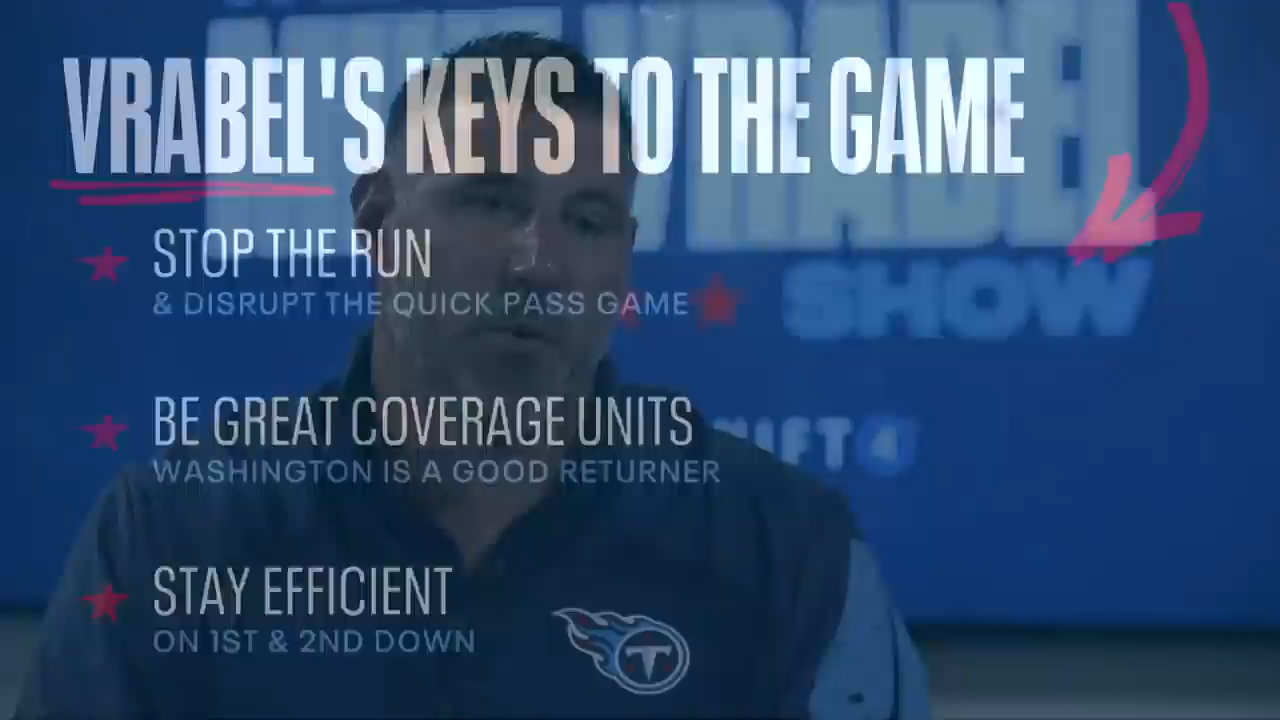 VRABEL'S KEYS TO THE GAME
STOP THE RUN
& DISRUPT THE QUICK PASS GAME
SHOW
BE GREAT COVERAGE UNITS
WASHINGTON IS A GOOD RETURNER
STAY EFFICIENT
ON 1ST & 2ND DOWN
T